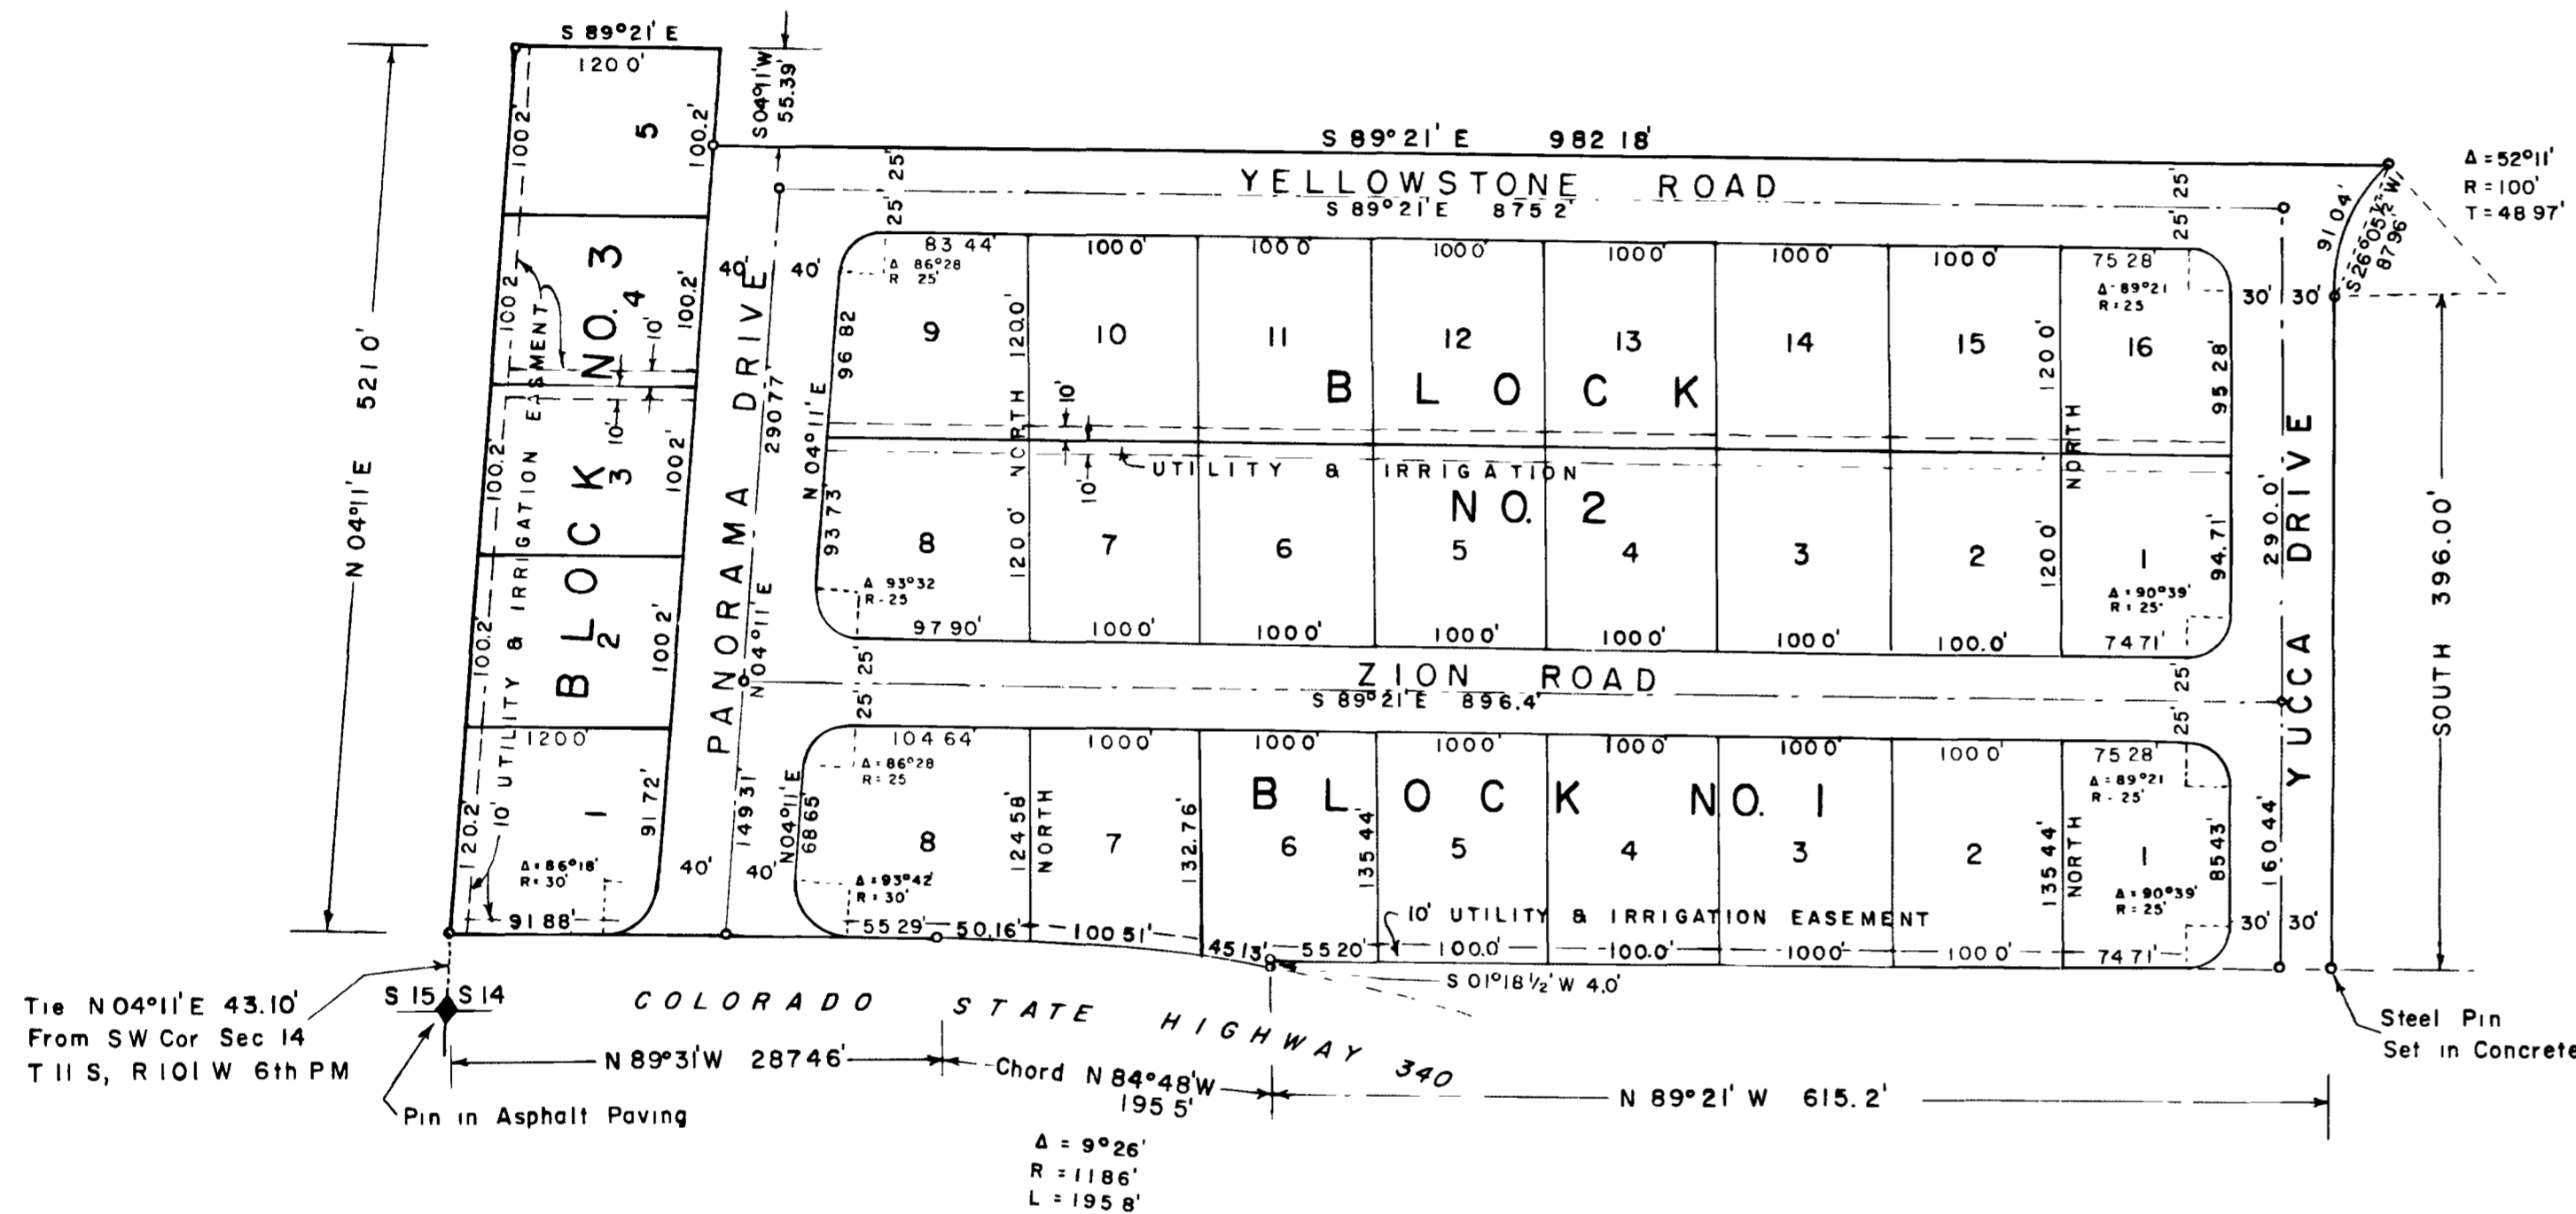 S 89°21' E
120 0'
S 04°11' W
55.39'
100 2'
5
100.2'
N 04°11' E 521 0'
S 89°21' E 982 18'
YELLOWSTONE ROAD
S 89°21' E 875 2'
25' 25'
25' 25'
Δ = 52°11'
R = 100'
T = 48 97'
91 04'
S 26°05½' W
87 96'
BLOCK NO. 3
100 2'
4
100.2'
10'
10'
100.2'
3
100 2'
100.2'
2
100 2'
120 0'
120.2'
1
91 72'
Δ = 86°18'
R = 30'
91 88'
10' UTILITY & IRRIGATION EASMENT
PANORAMA DRIVE
40' 40'
290 77'
N 04°11' E
149 31'
40' 40'
83 44' 100 0' 100 0' 100 0' 100 0' 100 0' 100 0' 75 28'
Δ 86°28
R 25'
Δ - 89°21
R = 25
96 82
N 04°11' E
9 10 11 12 13 14 15 16
120.0' 120 0' 95 28'
NORTH NORTH
BLOCK
10'
10'
UTILITY & IRRIGATION
NO. 2
93 73'
8 7 6 5 4 3 2 1
120 0' 120 0' 94.71'
Δ 93°32
R - 25
Δ = 90°39'
R = 25'
97 90' 100 0' 100 0' 100 0' 100 0' 100 0' 100.0' 74 71'
30' 30'
290.0'
YUCCA DRIVE
SOUTH 396.00'
25' 25'
ZION ROAD
S 89°21' E 896.4'
25' 25'
104 64' 100 0' 100 0' 100 0' 100 0' 100 0' 100 0' 75 28'
Δ = 86°28
R = 25
Δ = 89°21
R - 25'
N 04°11' E
68 65'
BLOCK NO. 1
124 58' NORTH 132.76' 135 44' 135 44' NORTH 85 43' 160 44'
8 7 6 5 4 3 2 1
Δ = 93°42'
R = 30'
Δ = 90°39'
R = 25'
10' UTILITY & IRRIGATION EASEMENT
30' 30'
55 29' 50.16' 100 51' 45 13' 55 20' 100.0' 100.0' 100 0' 100 0' 74 71'
S 01°18½' W 4.0'
S 15 S 14
Tie N 04°11' E 43.10'
From SW Cor Sec 14
T 11 S, R 101 W 6th PM
Pin in Asphalt Paving
COLORADO STATE HIGHWAY 340
N 89°31' W 287 46'
Chord N 84°48' W
195 5'
Δ = 9°26'
R = 1186'
L = 195 8'
N 89°21' W 615.2'
Steel Pin
Set in Concrete